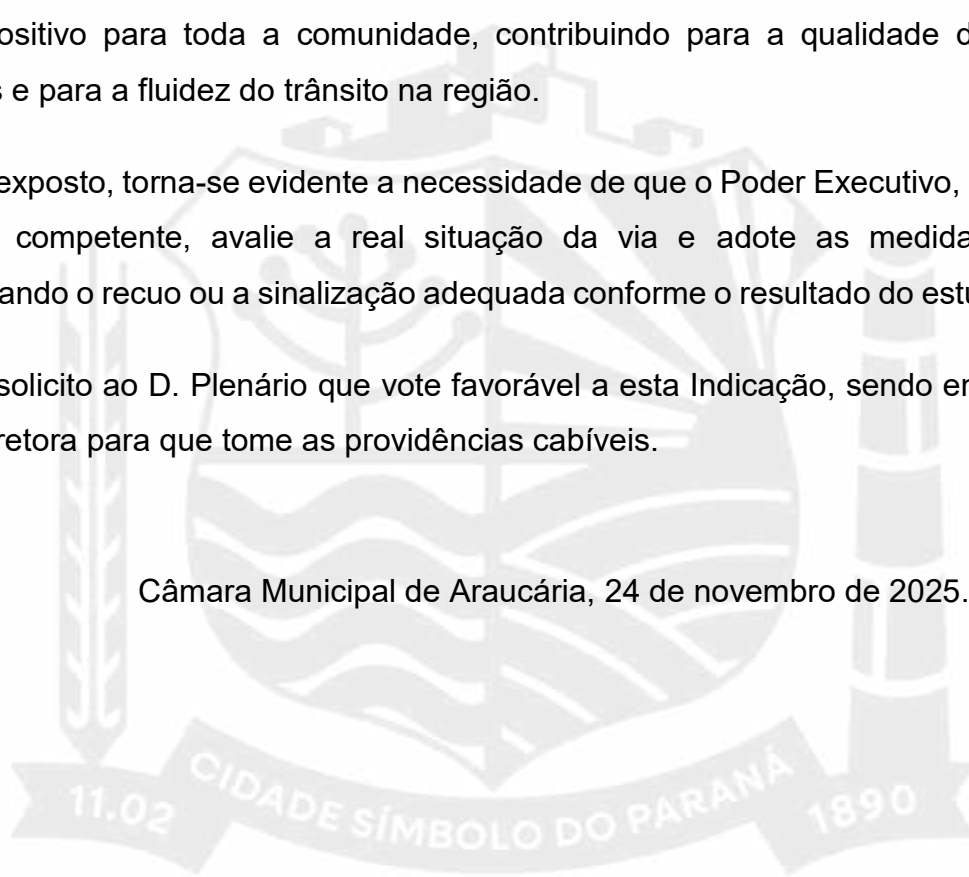 ositivo para toda a comunidade, contribuindo para a qualidade d
s e para a fluidez do trânsito na região.
exposto, torna-se evidente a necessidade de que o Poder Executivo,
competente, avalie a real situação da via e adote as medida
ando o recuo ou a sinalização adequada conforme o resultado do estu
solicito ao D. Plenário que vote favorável a esta Indicação, sendo en
retora para que tome as providências cabíveis.
Câmara Municipal de Araucária, 24 de novembro de 2025.
11.02 CIDADE SÍMBOLO DO PARANÁ 1890